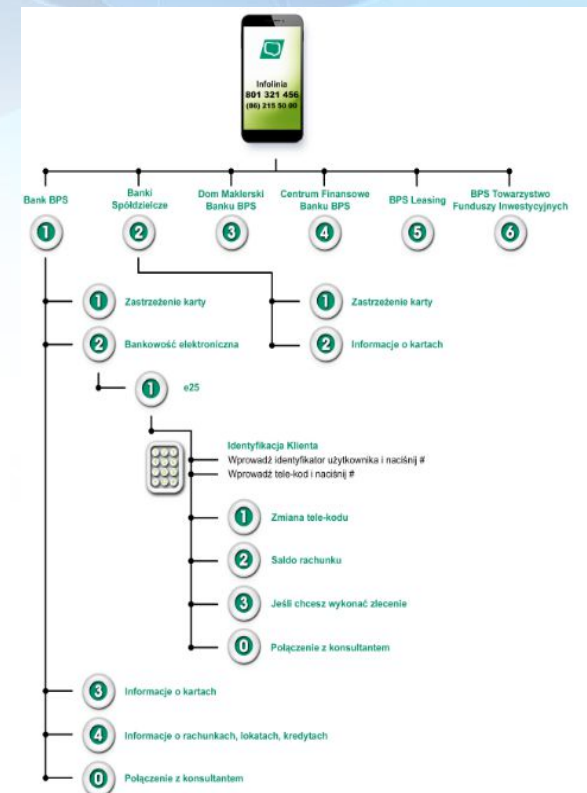 Infolinia
801 321 456
(86) 215 50 00
Bank BPS
Banki
Spółdzielcze
Dom Maklerski
Banku BPS
Centrum Finansowe
Banku BPS
BPS Leasing
BPS Towarzystwo
Funduszy Inwestycyjnych
1
2
3
4
5
6
1 Zastrzeżenie karty
2 Bankowość elektroniczna
1 Zastrzeżenie karty
2 Informacje o kartach
1 e25
Identyfikacja Klienta
Wprowadź identyfikator użytkownika i naciśnij #
Wprowadź tele-kod i naciśnij #
1 Zmiana tele-kodu
2 Saldo rachunku
3 Jeśli chcesz wykonać zlecenie
0 Połączenie z konsultantem
3 Informacje o kartach
4 Informacje o rachunkach, lokatach, kredytach
0 Połączenie z konsultantem